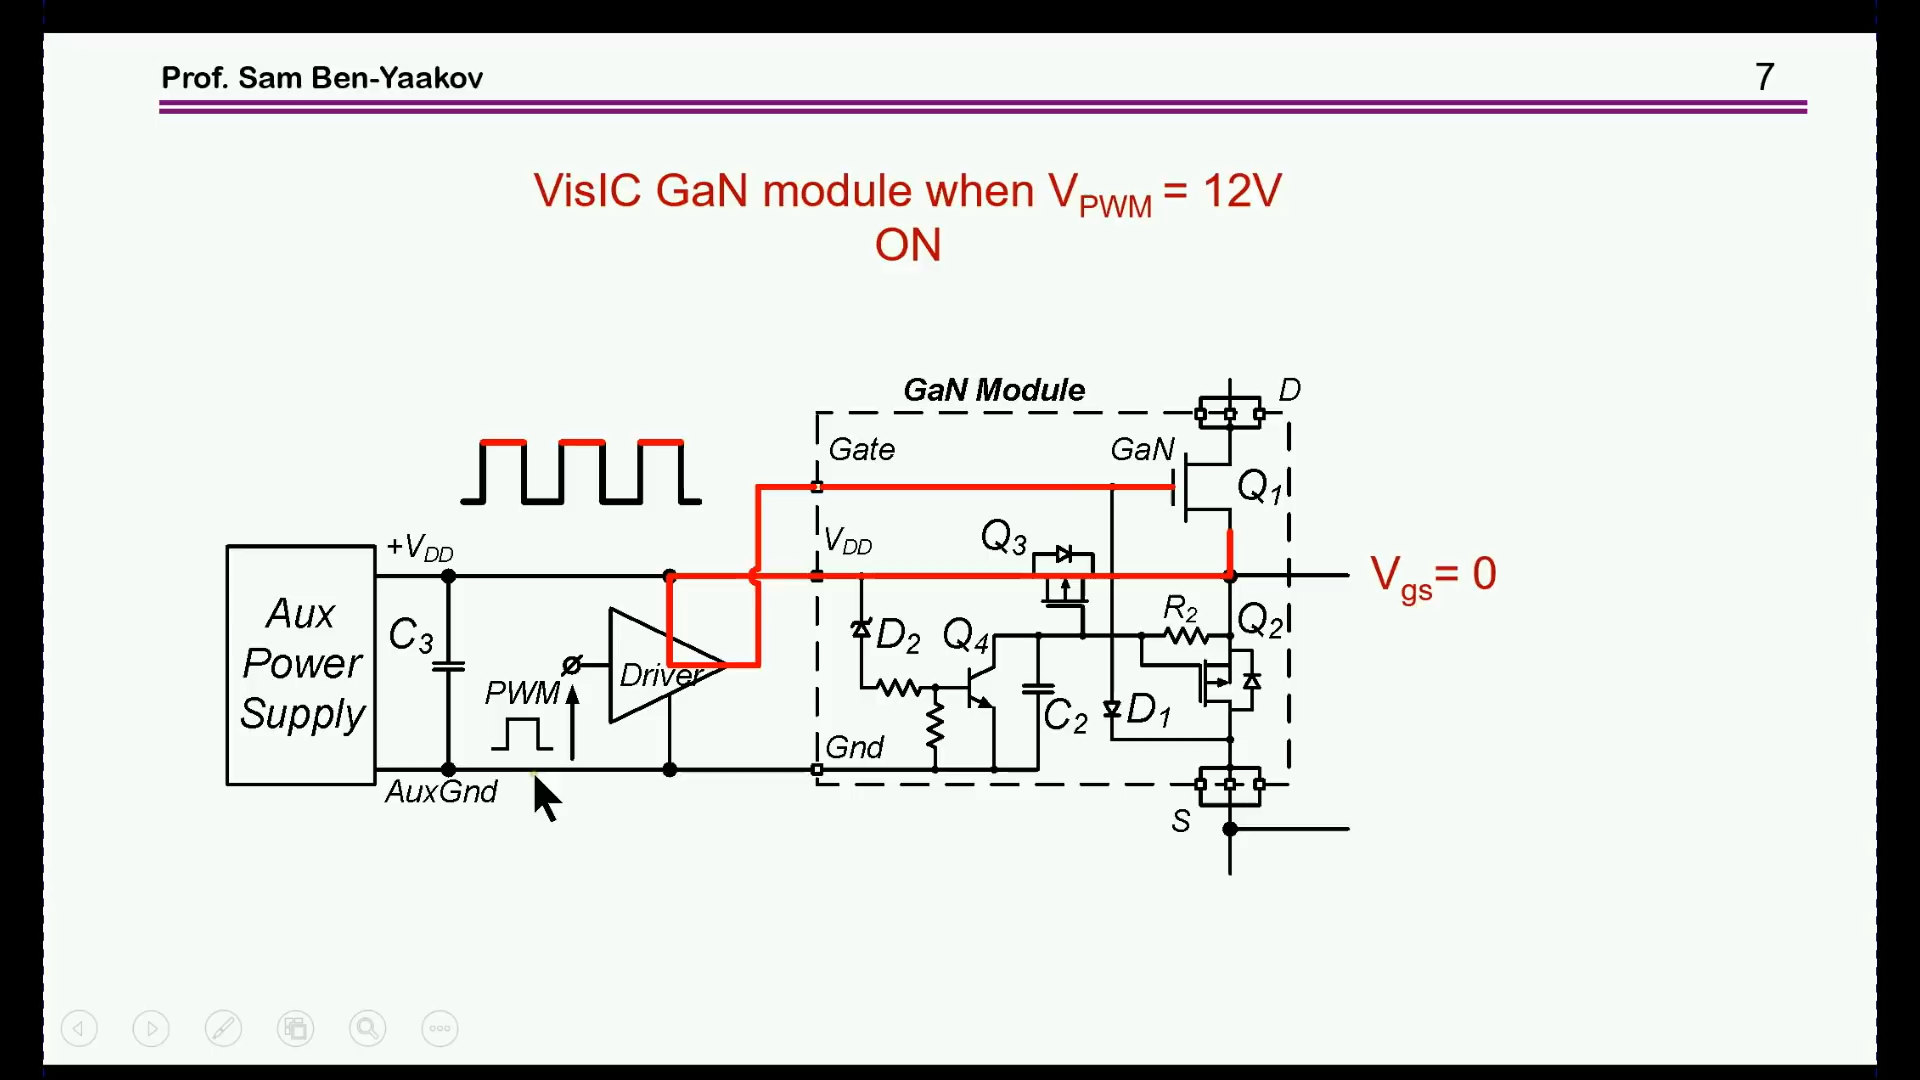 Prof. Sam Ben-Yaakov
7
VisIC GaN module when V_PWM = 12V
ON
GaN Module
D
Gate
GaN
Q1
+VDD
VDD
Q3
Vgs= 0
Aux
Power
Supply
C3
D2
Q4
R2
Q2
PWM
Driver
C2
D1
Gnd
AuxGnd
S